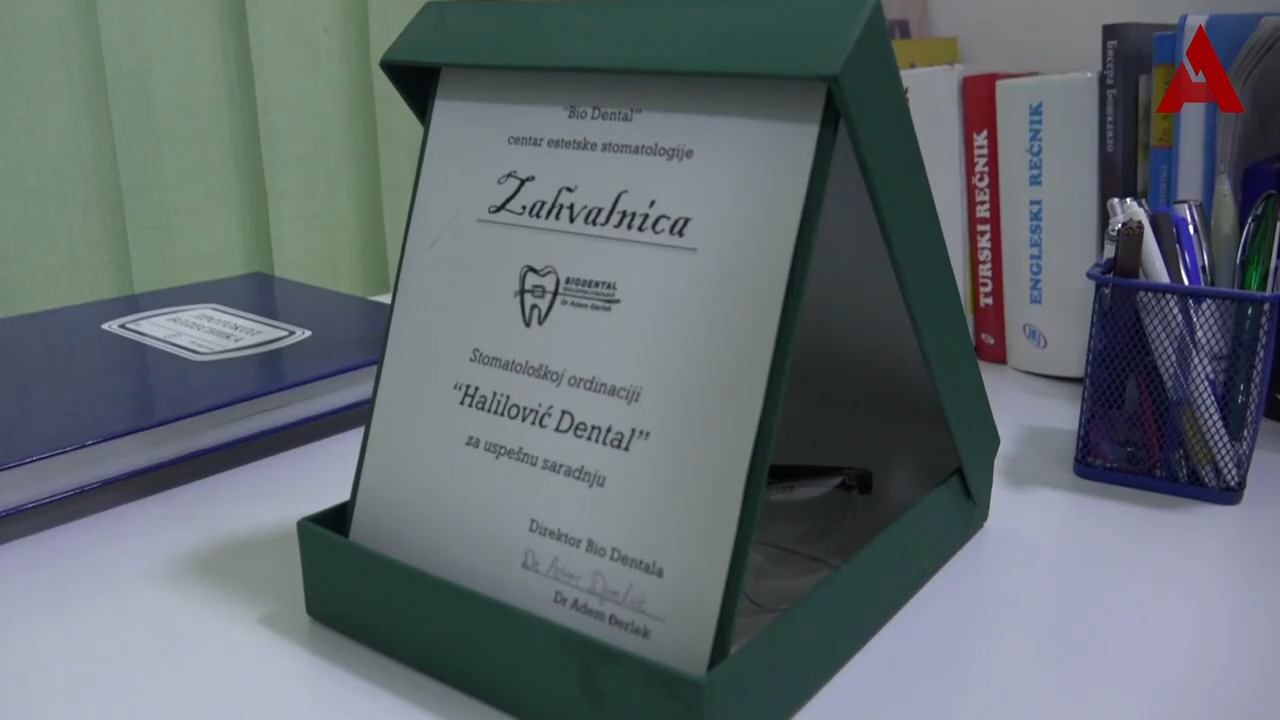 "Bio Dental"
centar estetske stomatologije
Zahvalnica
BIODENTAL
Dr Adem Đerlek
Stomatološkoj ordinaciji
"Halilović Dental"
za uspešnu saradnju
Direktor Bio Dentala
Dr Adem Đerlek
TURSKI REČNIK
ENGLESKI REČNIK